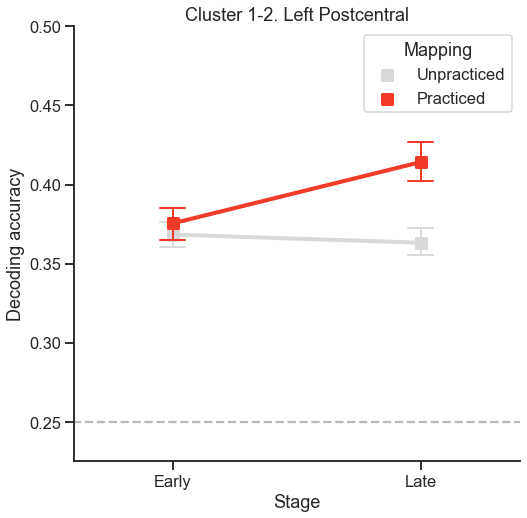 Cluster 1-2. Left Postcentral
0.50
0.45
0.40
0.35
0.30
0.25
Decoding accuracy
Mapping
Unpracticed
Practiced
Early
Late
Stage